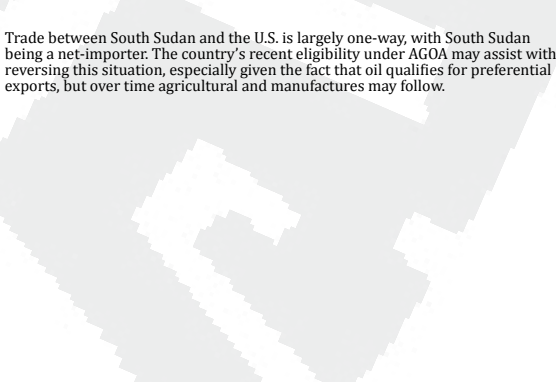 Trade between South Sudan and the U.S. is largely one-way, with South Sudan
being a net-importer. The country's recent eligibility under AGOA may assist with
reversing this situation, especially given the fact that oil qualifies for preferential
exports, but over time agricultural and manufactures may follow.